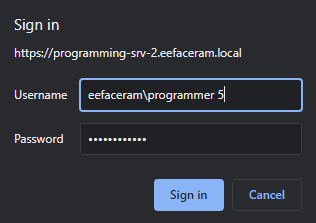 Sign in
https://programming-srv-2.eefaceram.local
Username eefaceram\programmer 5
Password ••••••••••••
Sign in Cancel